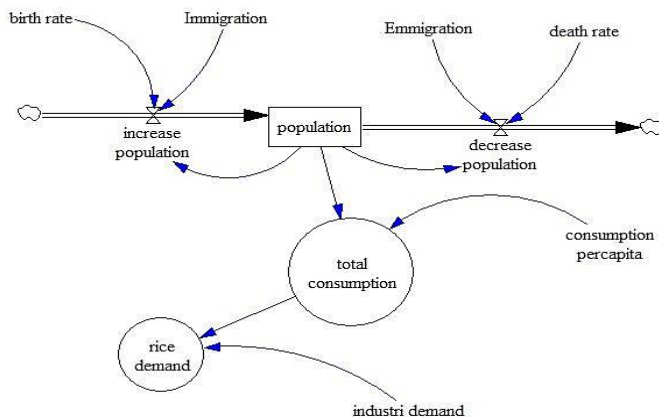 birth rate
Immigration
Emmigration
death rate
increase
population
population
decrease
population
consumption
percapita
total
consumption
rice
demand
industri demand